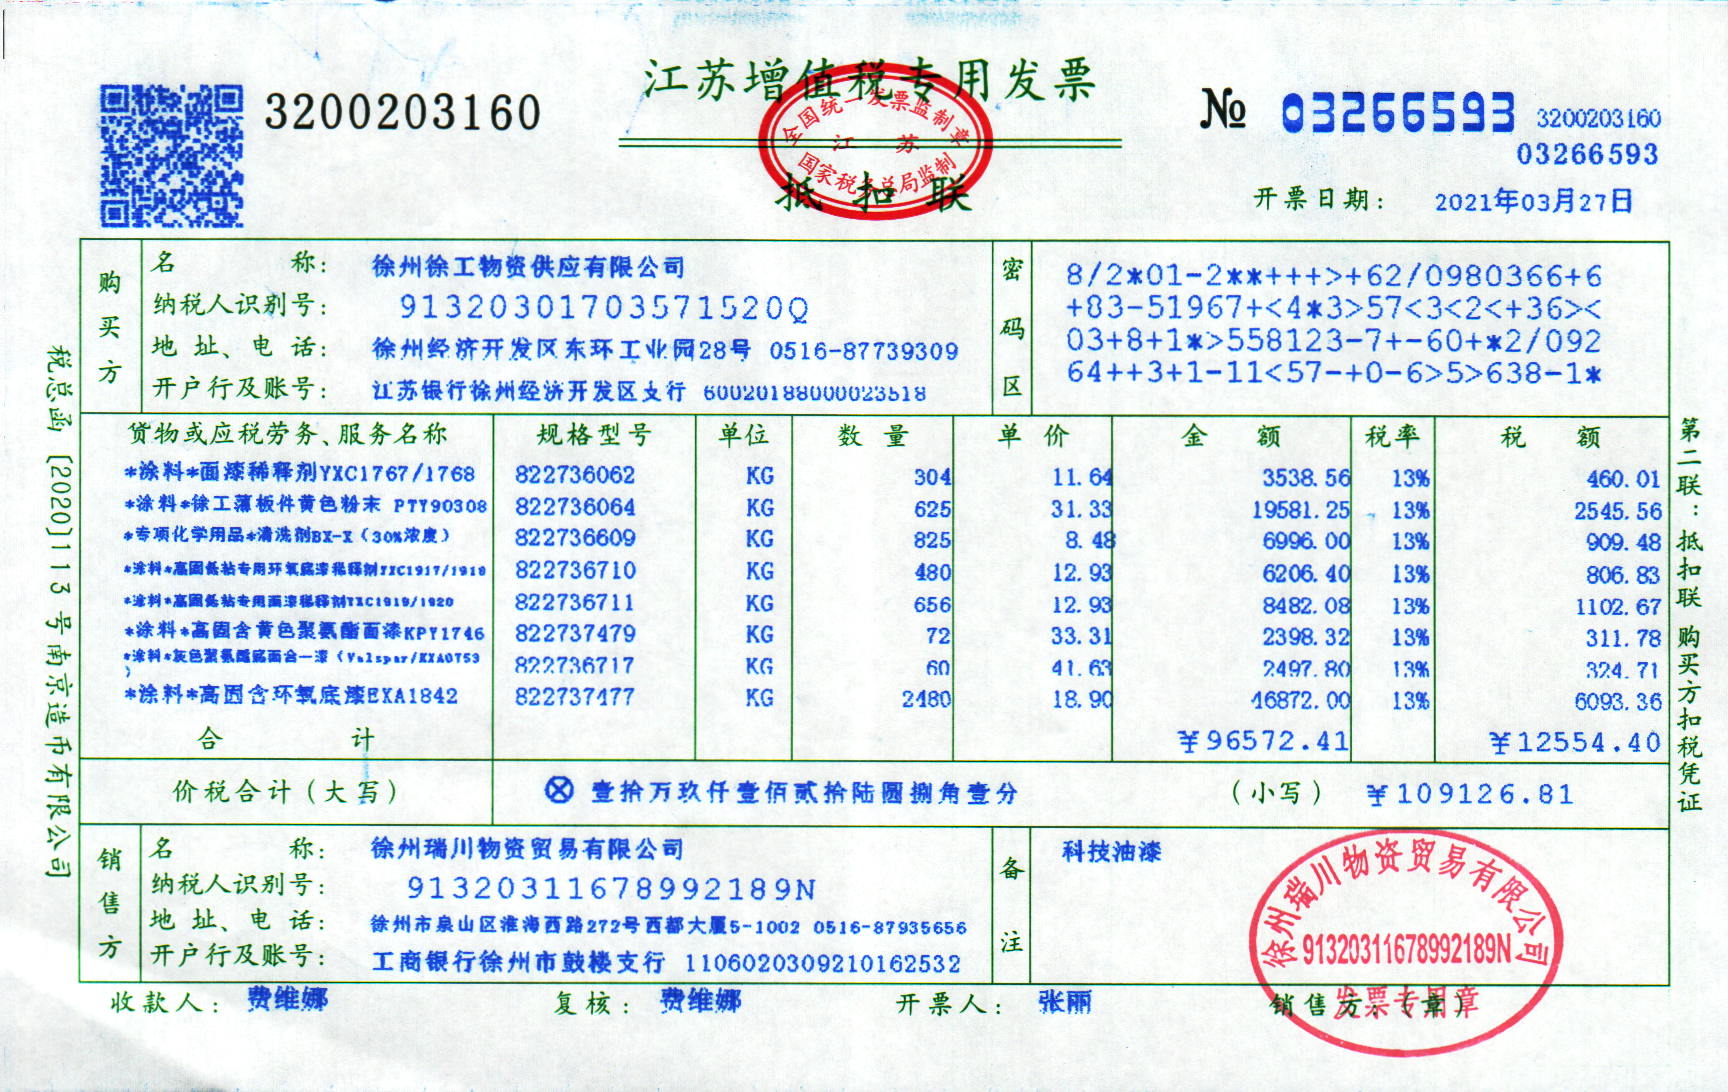 江苏增值税专用发票
3200203160
№ 03266593
3200203160
03266593
全国统一发票监制章
江苏
国家税务总局监制
抵扣联
开票日期: 2021年03月27日
税总函[2020]113号南京造币有限公司
第二联:抵扣联 购买方扣税凭证
购买方
名称: 徐州徐工物资供应有限公司
纳税人识别号: 91320301703571520Q
地址、电话: 徐州经济开发区东环工业园28号 0516-87739309
开户行及账号: 江苏银行徐州经济开发区支行 60020188000023518
密码区
8/2*01-2**+++>+62/0980366+6
+83-51967+<4*3>57<3<2<+36><
03+8+1*>558123-7+-60+*2/092
64++3+1-11<57-+0-6>5>638-1*
货物或应税劳务、服务名称 规格型号 单位 数量 单价 金额 税率 税额
*涂料*面漆稀释剂YXC1767/1768 822736062 KG 304 11.64 3538.56 13% 460.01
*涂料*徐工薄板件黄色粉末 PTY90308 822736064 KG 625 31.33 19581.25 13% 2545.56
*专项化学用品*清洗剂BX-X(30%浓度) 822736609 KG 825 8.48 6996.00 13% 909.48
*涂料*高固低粘专用环氧底漆稀释剂YXC1917/1918 822736710 KG 480 12.93 6206.40 13% 806.83
*涂料*高固低粘专用面漆稀释剂YXC1919/1920 822736711 KG 656 12.93 8482.08 13% 1102.67
*涂料*高固含黄色聚氨酯面漆KPY1746 822737479 KG 72 33.31 2398.32 13% 311.78
*涂料*灰色聚氨酯底面合一漆(Valspar/KXA0753 822736717 KG 60 41.63 2497.80 13% 324.71
)
*涂料*高固含环氧底漆EXA1842 822737477 KG 2480 18.90 46872.00 13% 6093.36
合计 ¥96572.41 ¥12554.40
价税合计(大写) ⊗壹拾万玖仟壹佰贰拾陆圆捌角壹分 (小写) ¥109126.81
销售方
名称: 徐州瑞川物资贸易有限公司
纳税人识别号: 91320311678992189N
地址、电话: 徐州市泉山区淮海西路272号西都大厦5-1002 0516-87935656
开户行及账号: 工商银行徐州市鼓楼支行 1106020309210162532
备注
科技油漆
徐州瑞川物资贸易有限公司
91320311678992189N
发票专用章
收款人: 费维娜 复核: 费维娜 开票人: 张丽 销售方:(章)